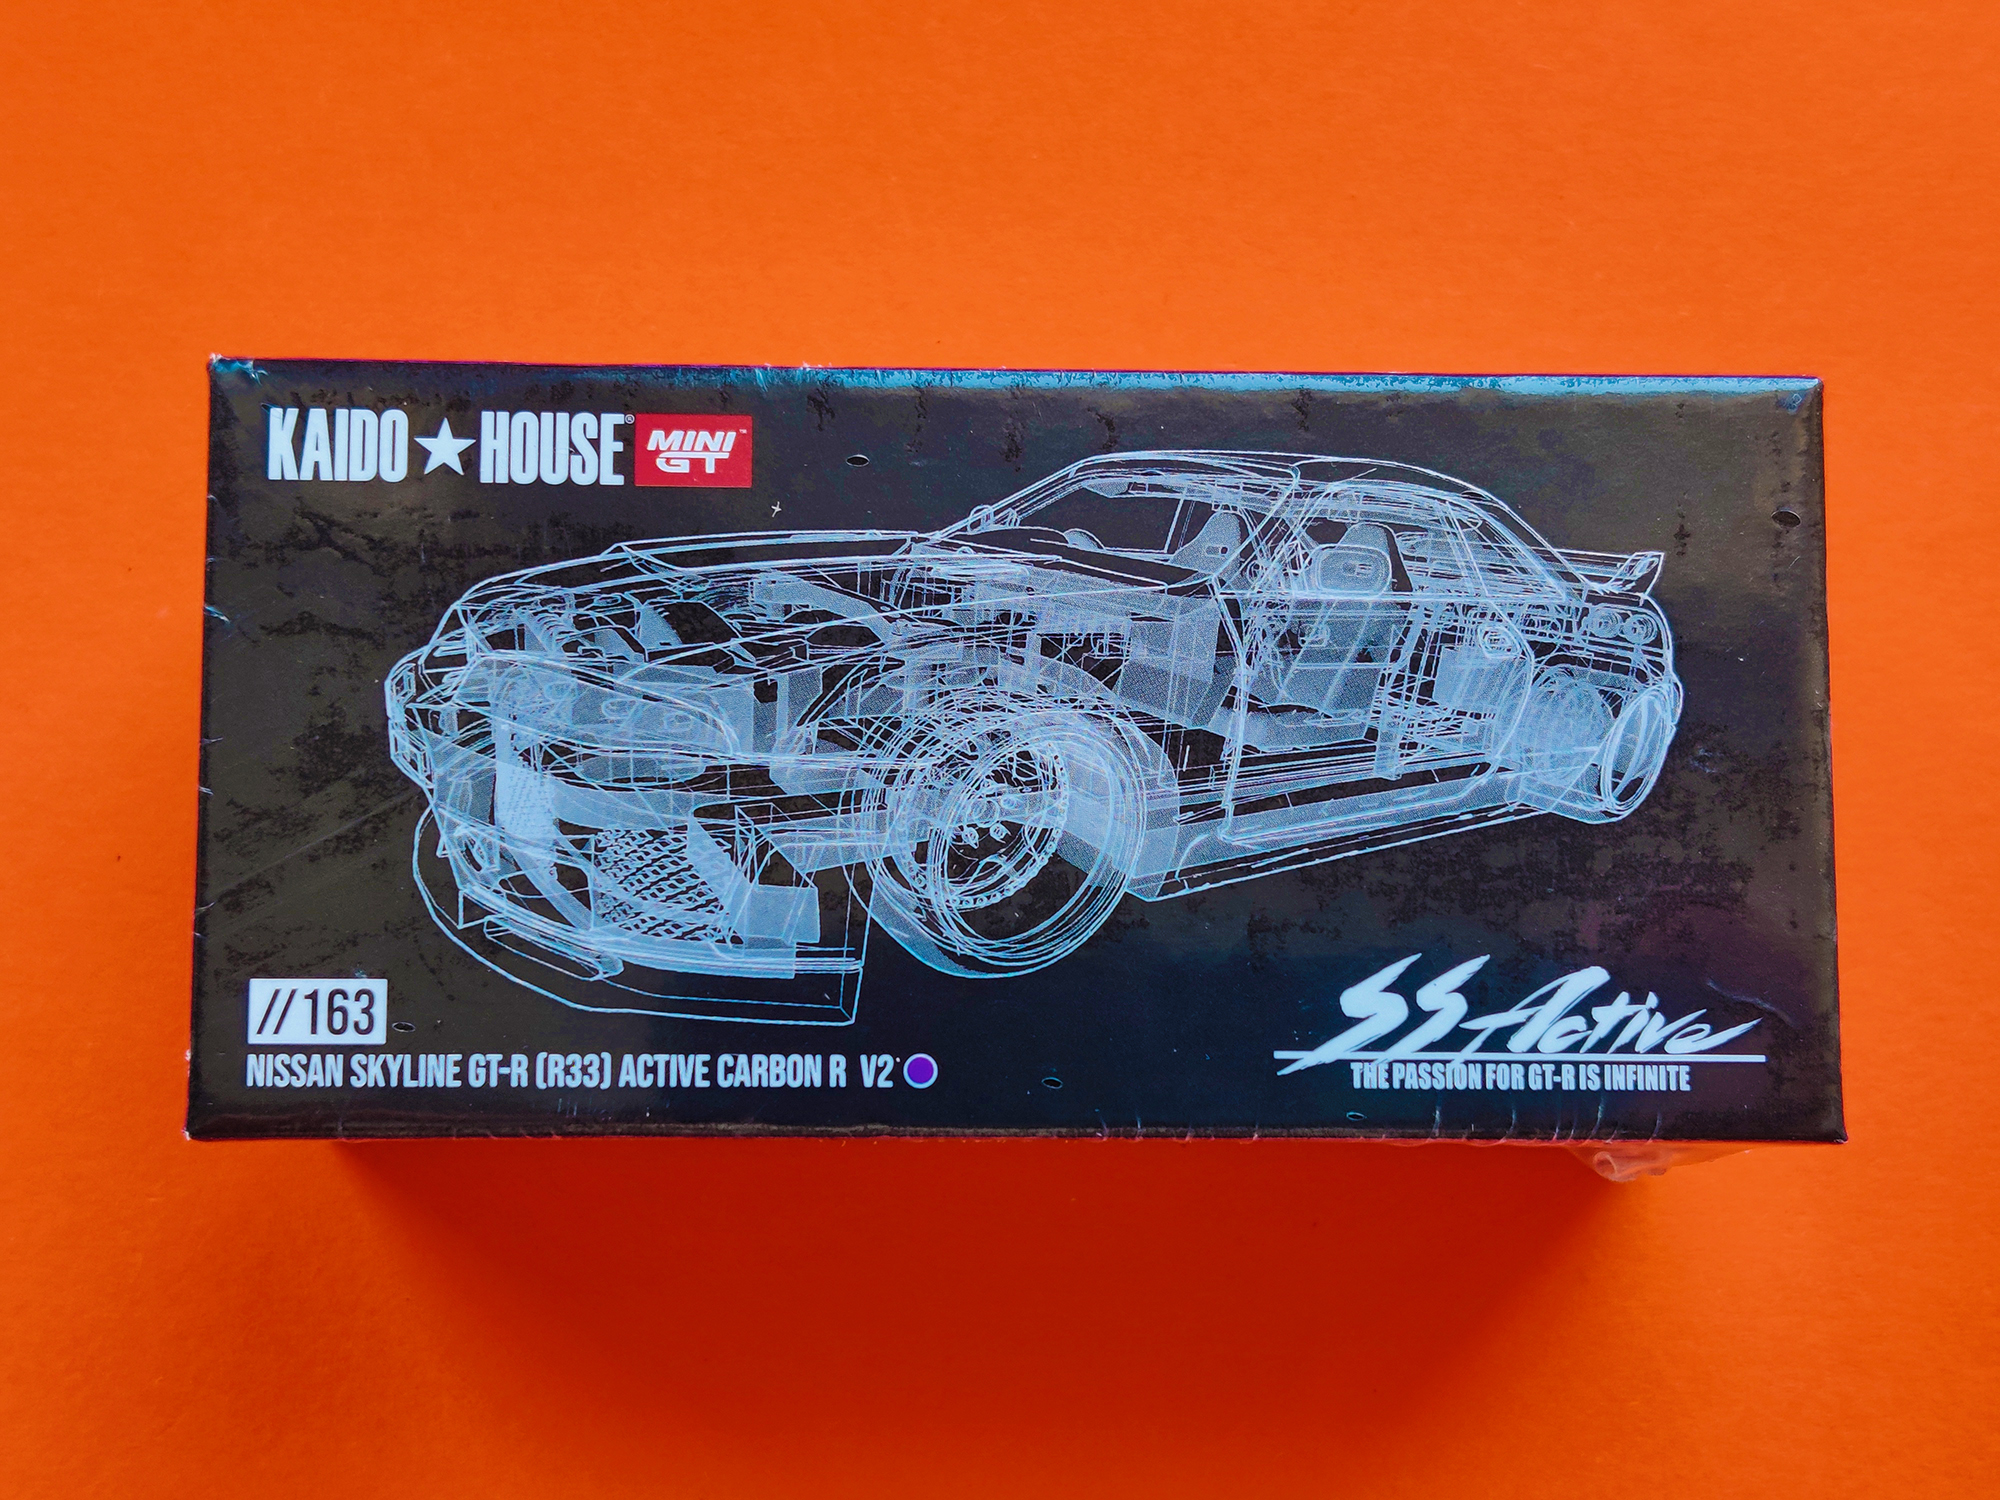 KAIDO★HOUSE®
MINI™
GT
//163
NISSAN SKYLINE GT-R (R33) ACTIVE CARBON R V2
SS Active
THE PASSION FOR GT-R IS INFINITE